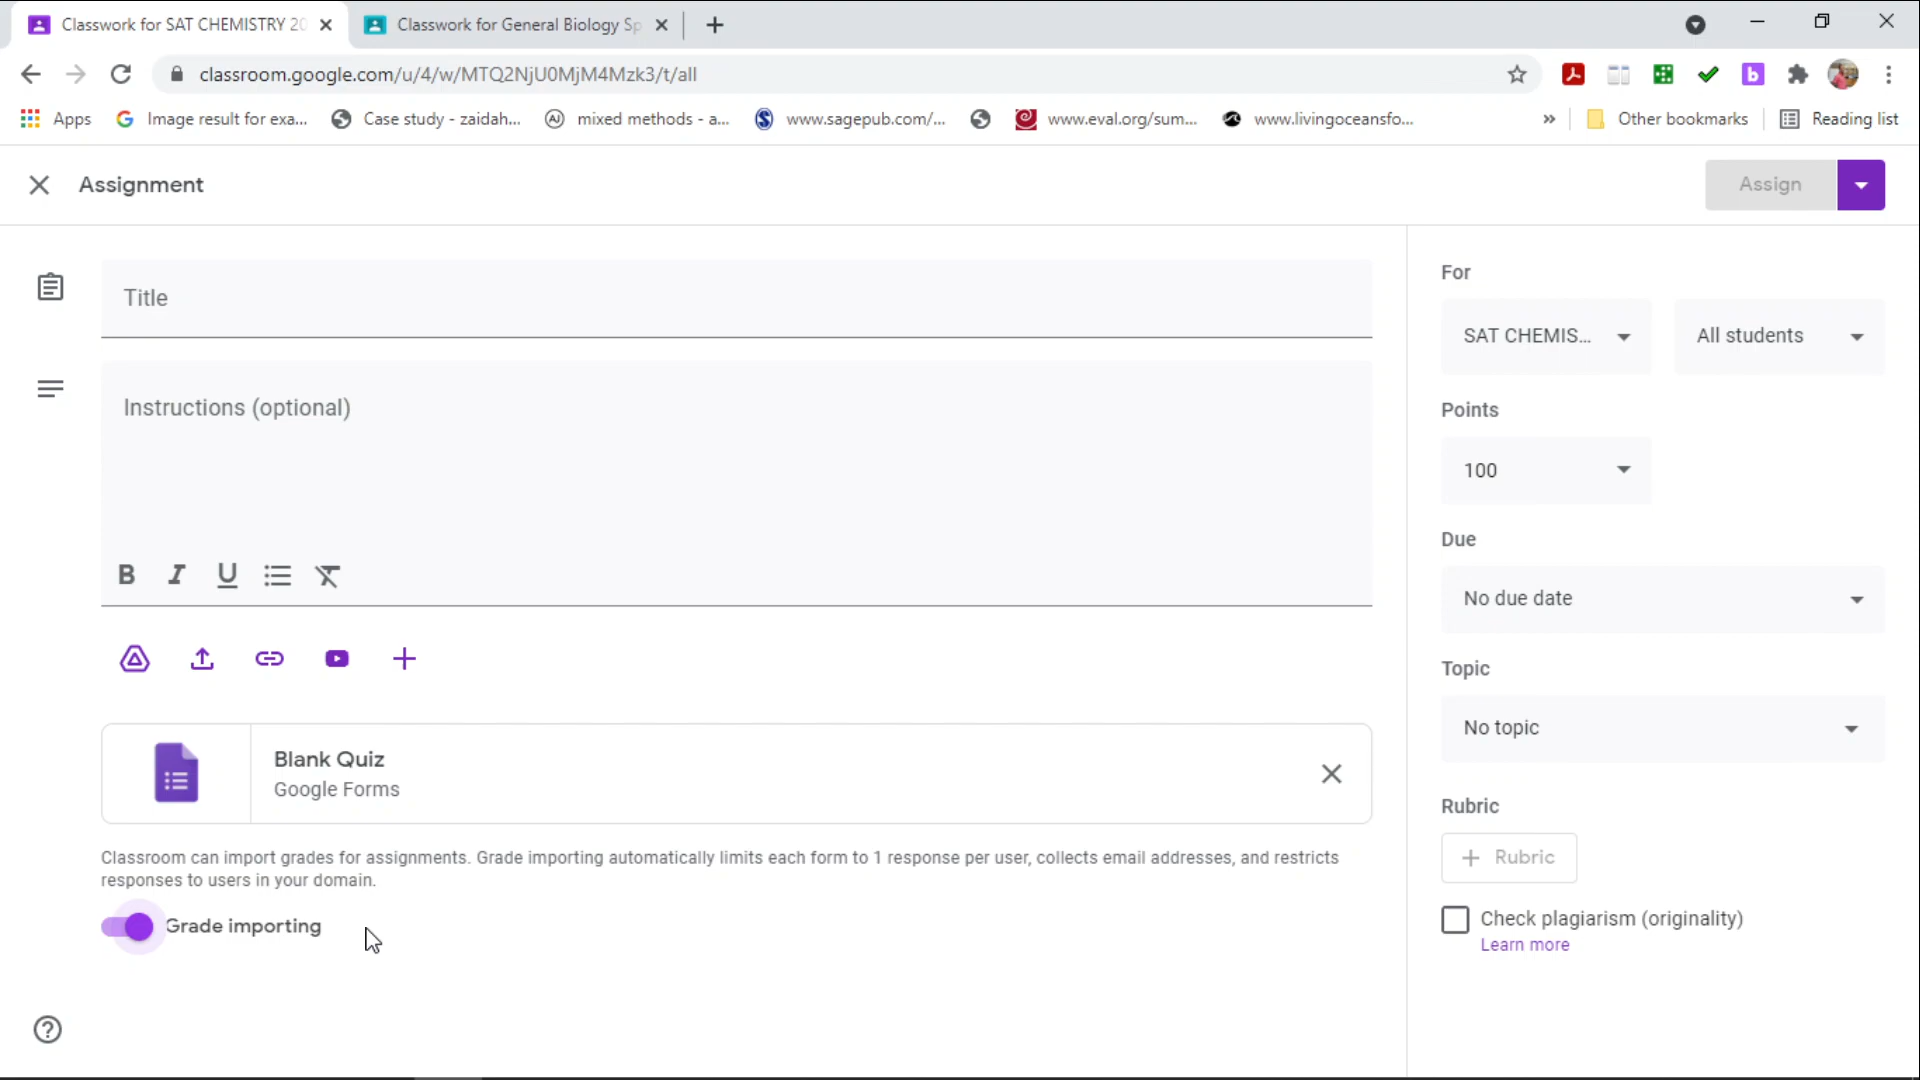 Classwork for SAT CHEMISTRY 20
Classwork for General Biology Sp
classroom.google.com/u/4/w/MTQ2NjU0MjM4Mzk3/t/all
Apps
Image result for exa...
Case study - zaidah...
mixed methods - a...
www.sagepub.com/...
www.eval.org/sum...
www.livingoceansfo...
»
Other bookmarks
Reading list
Assignment
Assign
Title
For
SAT CHEMIS...
All students
Instructions (optional)
Points
100
Due
No due date
B I U
Topic
No topic
Blank Quiz
Google Forms
Rubric
+ Rubric
Classroom can import grades for assignments. Grade importing automatically limits each form to 1 response per user, collects email addresses, and restricts
responses to users in your domain.
Grade importing
Check plagiarism (originality)
Learn more